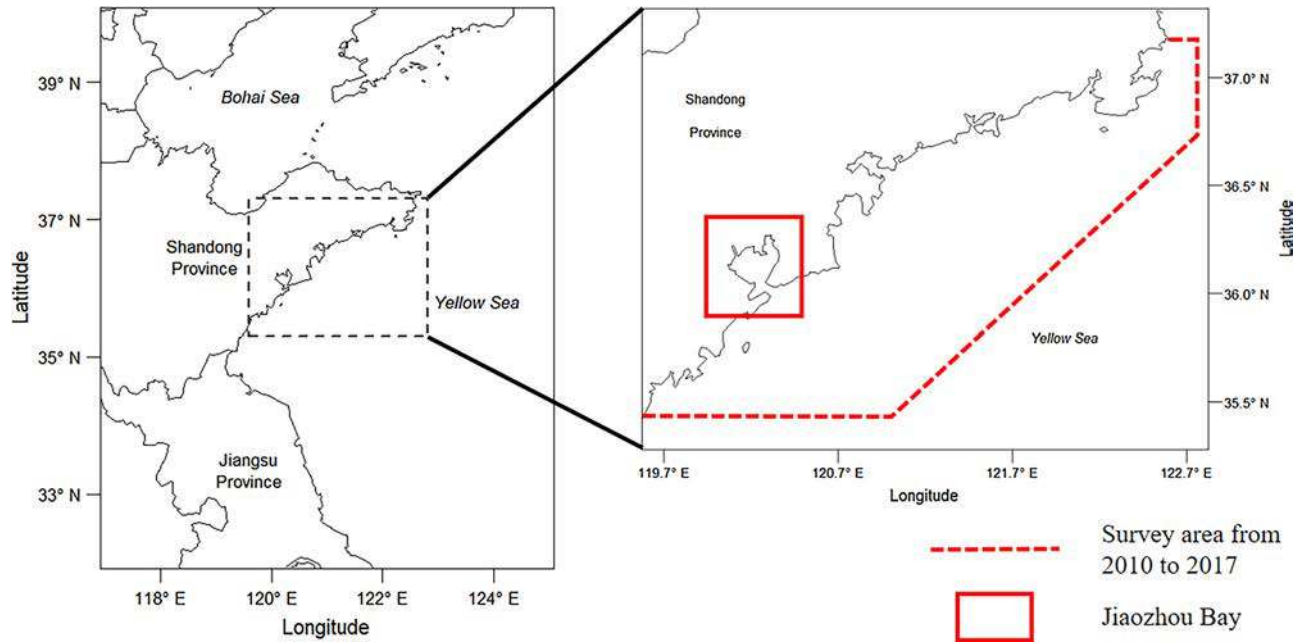 39° N
37° N
35° N
33° N
Latitude
118° E
120° E
122° E
124° E
Longitude
Bohai Sea
Shandong
Province
Yellow Sea
Jiangsu
Province
Shandong
Province
Yellow Sea
37.0° N
36.5° N
36.0° N
35.5° N
Latitude
119.7° E
120.7° E
121.7° E
122.7° E
Longitude
Survey area from
2010 to 2017
Jiaozhou Bay